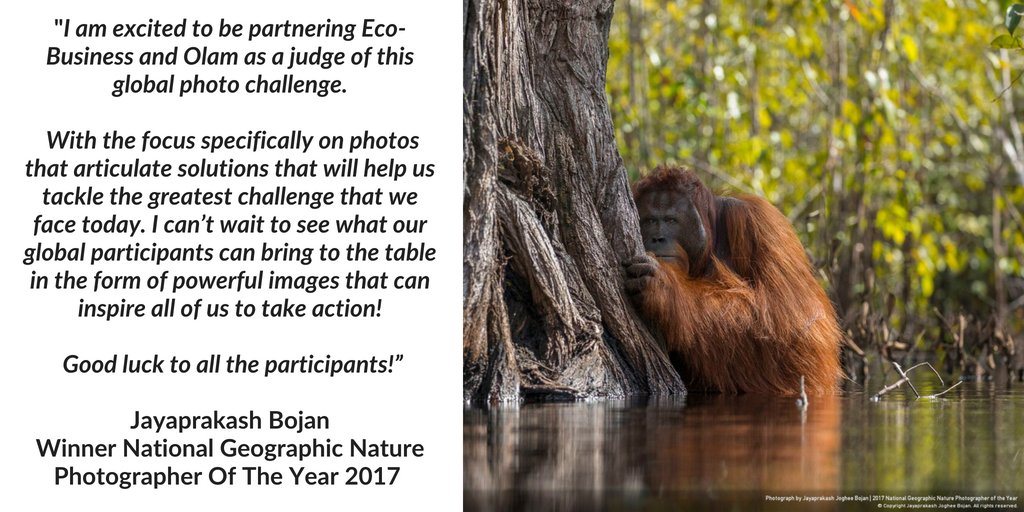 "I am excited to be partnering Eco-
Business and Olam as a judge of this
global photo challenge.
With the focus specifically on photos
that articulate solutions that will help us
tackle the greatest challenge that we
face today. I can’t wait to see what our
global participants can bring to the table
in the form of powerful images that can
inspire all of us to take action!
Good luck to all the participants!”
Jayaprakash Bojan
Winner National Geographic Nature
Photographer Of The Year 2017
Photograph by Jayaprakash Joghee Bojan | 2017 National Geographic Nature Photographer of the Year
© Copyright Jayaprakash Joghee Bojan. All rights reserved.